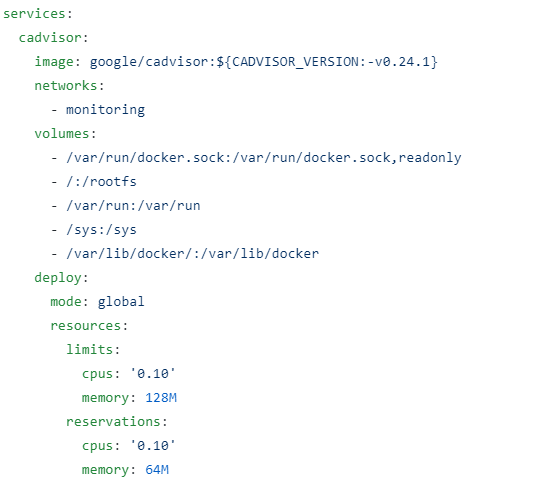 services:
  cadvisor:
    image: google/cadvisor:${CADVISOR_VERSION:-v0.24.1}
    networks:
      - monitoring
    volumes:
      - /var/run/docker.sock:/var/run/docker.sock,readonly
      - /:/rootfs
      - /var/run:/var/run
      - /sys:/sys
      - /var/lib/docker/:/var/lib/docker
    deploy:
      mode: global
      resources:
        limits:
          cpus: '0.10'
          memory: 128M
        reservations:
          cpus: '0.10'
          memory: 64M